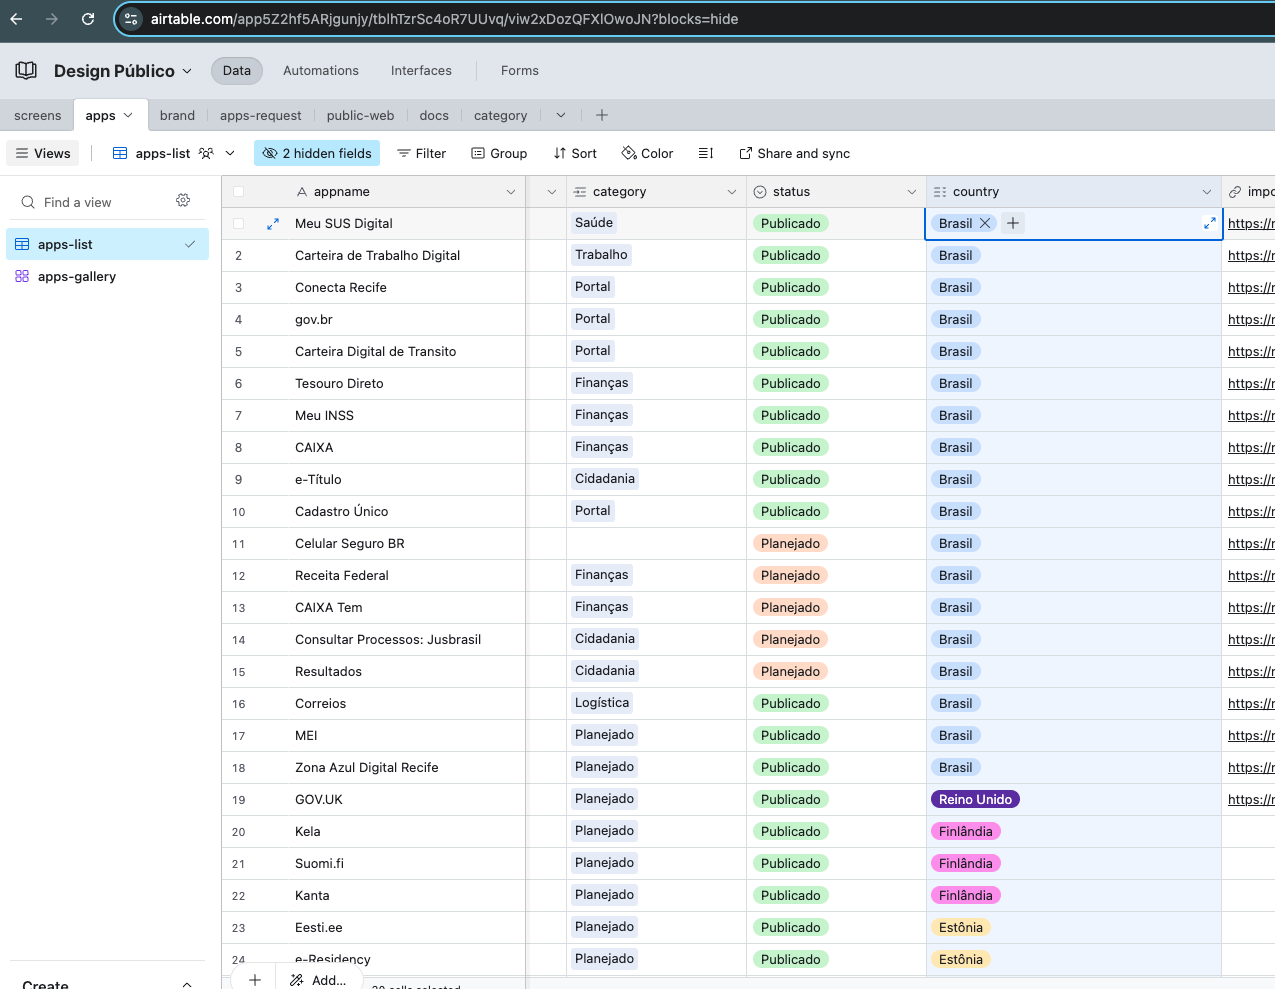 airtable.com/app5Z2hf5ARjgunjy/tblhTzrSc4oR7UUvq/viw2xDozQFXlOwoJN?blocks=hide
Design Público Data Automations Interfaces Forms
screens apps brand apps-request public-web docs category
Views apps-list 2 hidden fields Filter Group Sort Color Share and sync
Find a view
apps-list
apps-gallery
Create
appname category status country impo
Meu SUS Digital Saúde Publicado Brasil https://r
2 Carteira de Trabalho Digital Trabalho Publicado Brasil https://r
3 Conecta Recife Portal Publicado Brasil https://r
4 gov.br Portal Publicado Brasil https://r
5 Carteira Digital de Transito Portal Publicado Brasil https://r
6 Tesouro Direto Finanças Publicado Brasil https://r
7 Meu INSS Finanças Publicado Brasil https://r
8 CAIXA Finanças Publicado Brasil https://r
9 e-Título Cidadania Publicado Brasil https://r
10 Cadastro Único Portal Publicado Brasil https://r
11 Celular Seguro BR Planejado Brasil https://r
12 Receita Federal Finanças Planejado Brasil https://r
13 CAIXA Tem Finanças Planejado Brasil https://r
14 Consultar Processos: Jusbrasil Cidadania Planejado Brasil https://r
15 Resultados Cidadania Planejado Brasil https://r
16 Correios Logística Publicado Brasil https://r
17 MEI Planejado Publicado Brasil https://r
18 Zona Azul Digital Recife Planejado Publicado Brasil https://r
19 GOV.UK Planejado Publicado Reino Unido https://r
20 Kela Planejado Publicado Finlândia
21 Suomi.fi Planejado Publicado Finlândia
22 Kanta Planejado Publicado Finlândia
23 Eesti.ee Planejado Publicado Estônia
24 e-Residency Planejado Publicado Estônia
Add...